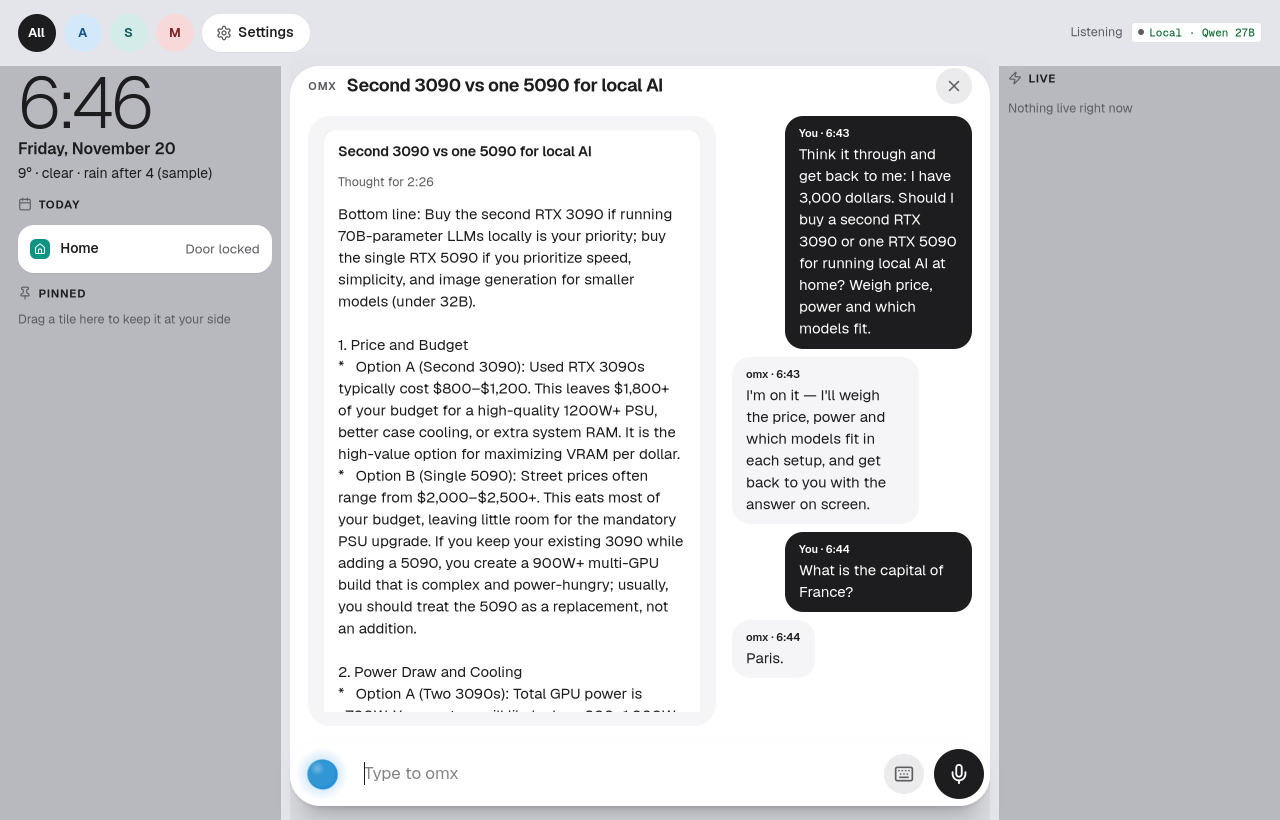 All
A
S
M
Settings
Listening
Local · Qwen 27B
6:46
Friday, November 20
9° · clear · rain after 4 (sample)
TODAY
Home
Door locked
PINNED
Drag a tile here to keep it at your side
OMX
Second 3090 vs one 5090 for local AI
Second 3090 vs one 5090 for local AI
Thought for 2:26
Bottom line: Buy the second RTX 3090 if running
70B-parameter LLMs locally is your priority; buy
the single RTX 5090 if you prioritize speed,
simplicity, and image generation for smaller
models (under 32B).
1. Price and Budget
* Option A (Second 3090): Used RTX 3090s
typically cost $800–$1,200. This leaves $1,800+
of your budget for a high-quality 1200W+ PSU,
better case cooling, or extra system RAM. It is the
high-value option for maximizing VRAM per dollar.
* Option B (Single 5090): Street prices often
range from $2,000–$2,500+. This eats most of
your budget, leaving little room for the mandatory
PSU upgrade. If you keep your existing 3090 while
adding a 5090, you create a 900W+ multi-GPU
build that is complex and power-hungry; usually,
you should treat the 5090 as a replacement, not
an addition.
2. Power Draw and Cooling
* Option A (Two 3090s): Total GPU power is
You · 6:43
Think it through and
get back to me: I have
3,000 dollars. Should I
buy a second RTX
3090 or one RTX 5090
for running local AI at
home? Weigh price,
power and which
models fit.
omx · 6:43
I'm on it — I'll weigh
the price, power and
which models fit in
each setup, and get
back to you with the
answer on screen.
You · 6:44
What is the capital of
France?
omx · 6:44
Paris.
Type to omx
LIVE
Nothing live right now